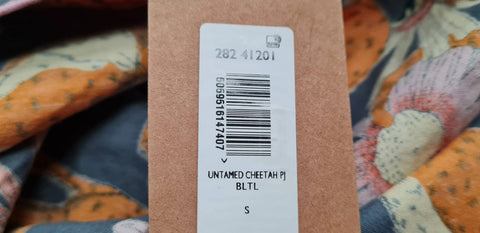 282 41201
5059516147407 >
UNTAMED CHEETAH PJ
BLTL
S